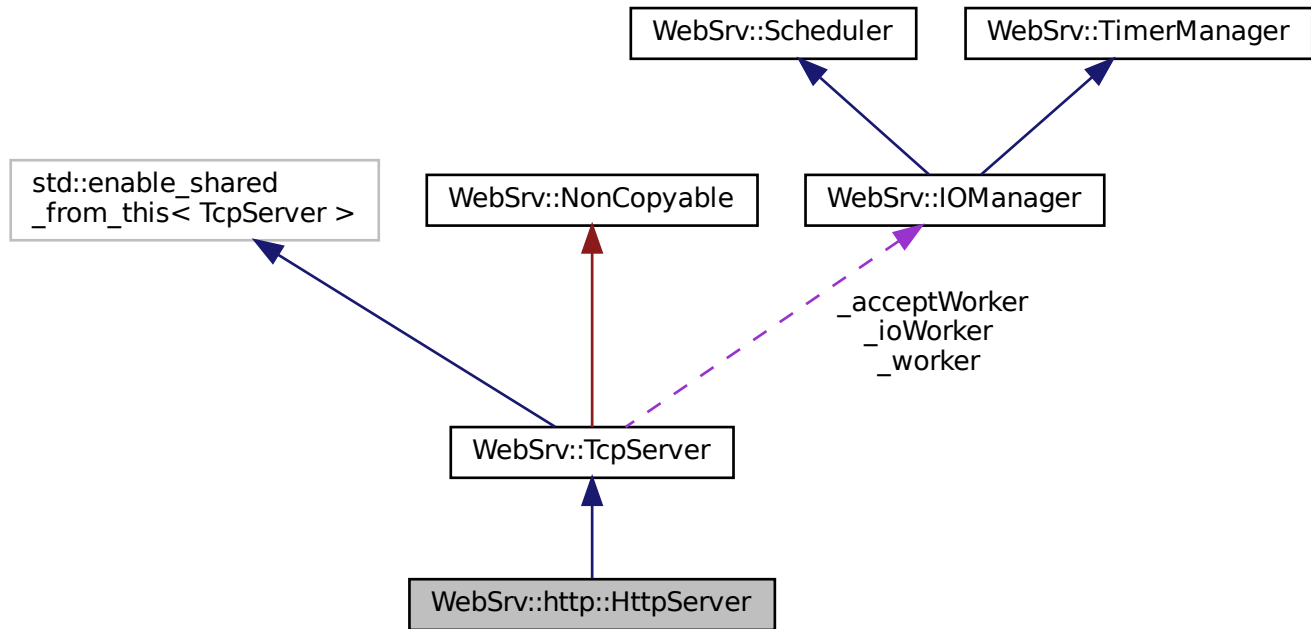 WebSrv::Scheduler
WebSrv::TimerManager
std::enable_shared
_from_this< TcpServer >
WebSrv::NonCopyable
WebSrv::IOManager
_acceptWorker
_ioWorker
_worker
WebSrv::TcpServer
WebSrv::http::HttpServer